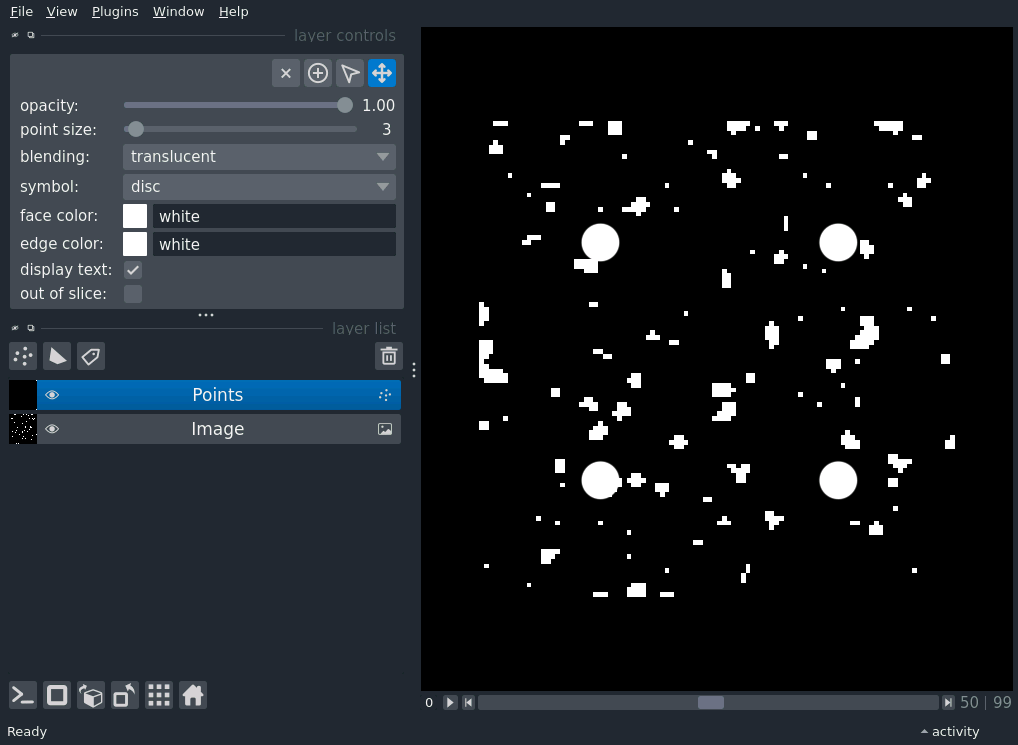 File View Plugins Window Help
layer controls
opacity: 1.00
point size: 3
blending: translucent
symbol: disc
face color: white
edge color: white
display text:
out of slice:
layer list
Points
Image
0 50 | 99
Ready activity